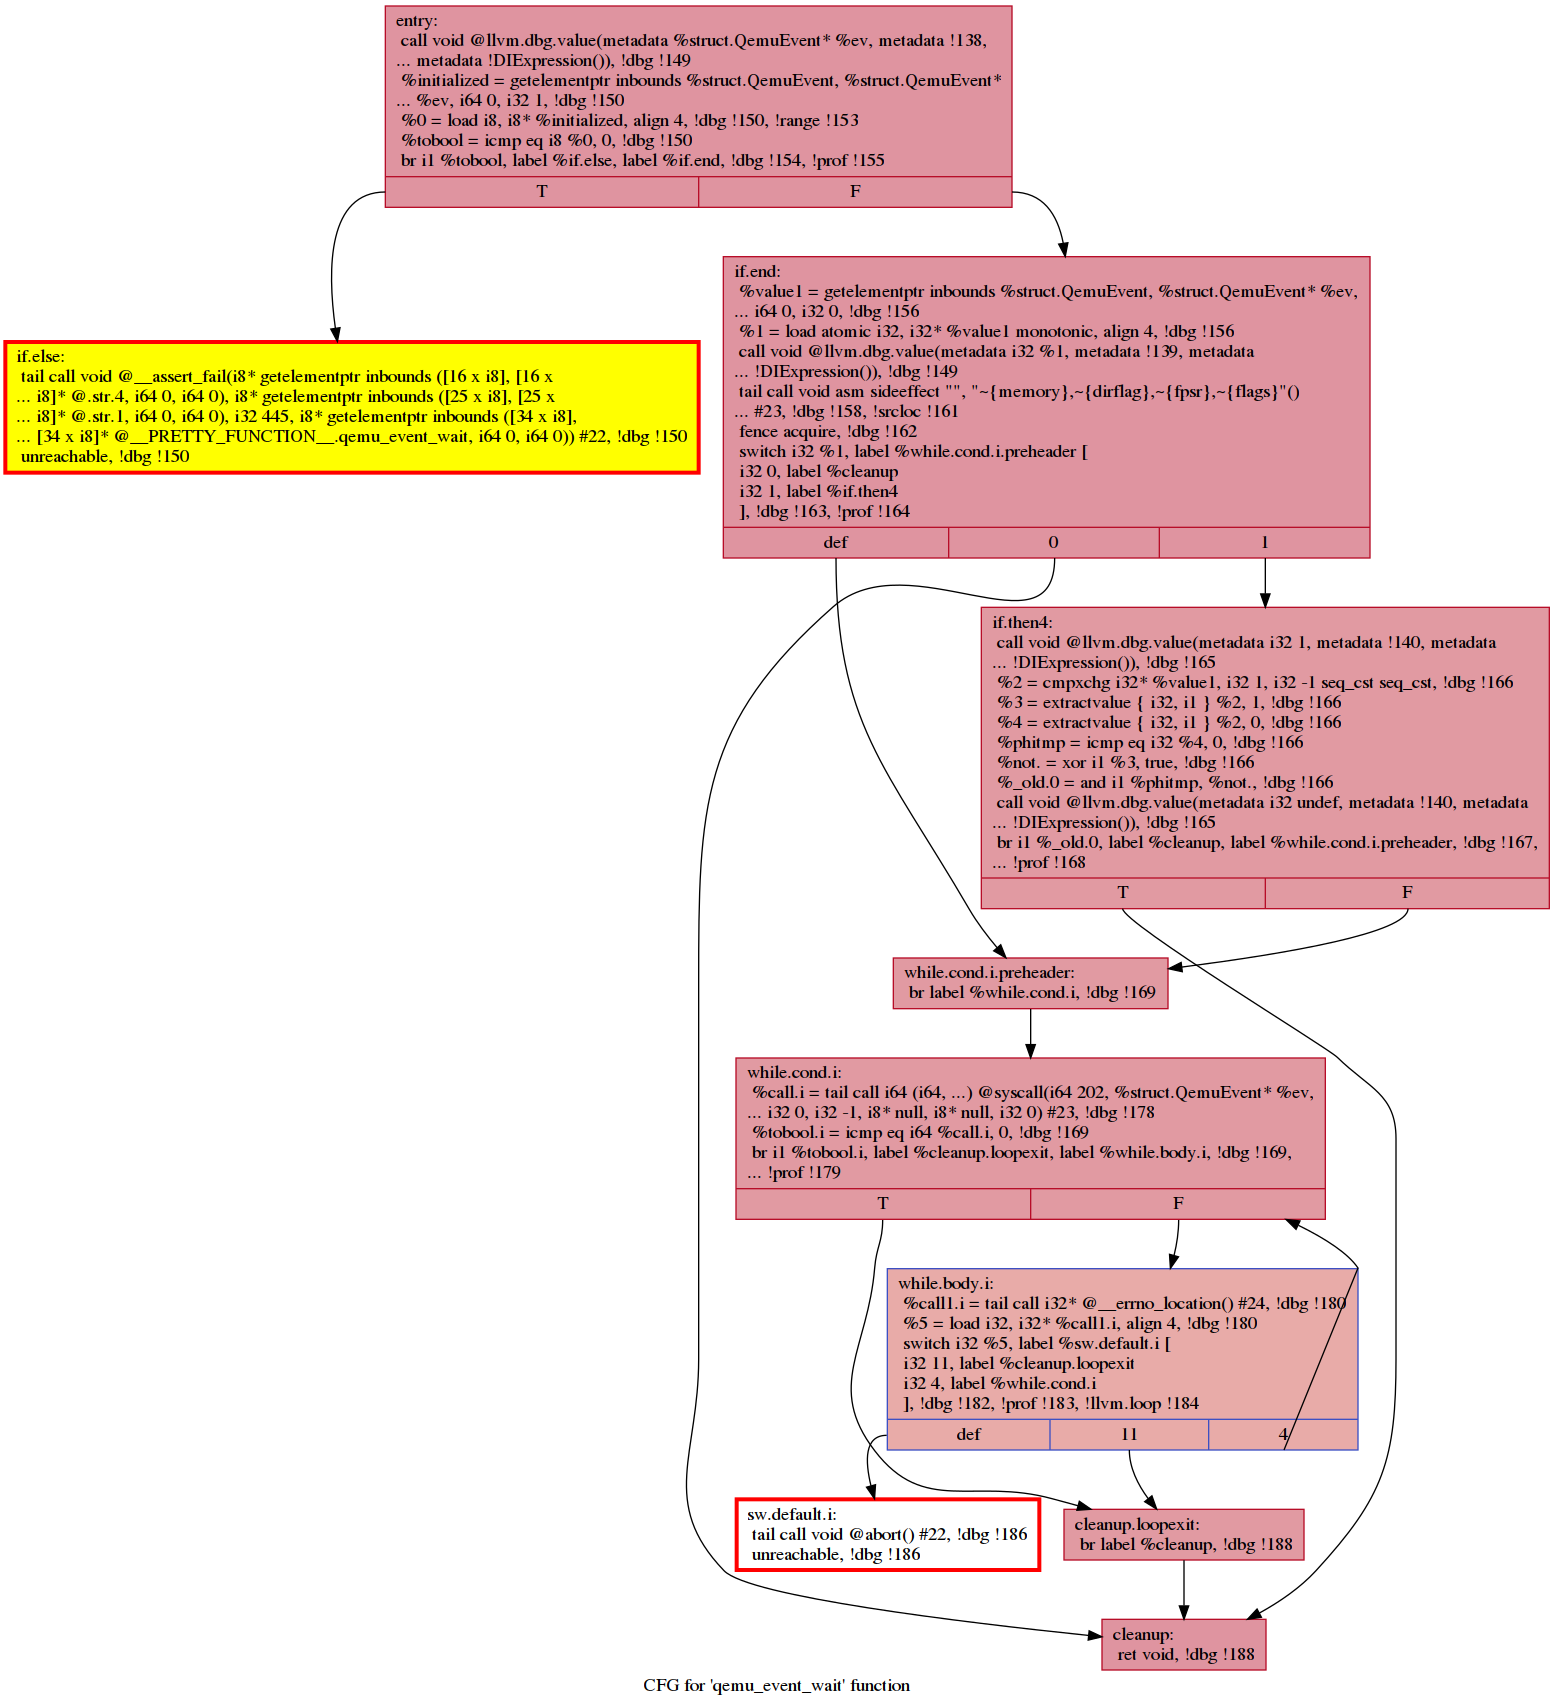 entry:
call void @llvm.dbg.value(metadata %struct.QemuEvent* %ev, metadata !138,
... metadata !DIExpression()), !dbg !149
%initialized = getelementptr inbounds %struct.QemuEvent, %struct.QemuEvent*
... %ev, i64 0, i32 1, !dbg !150
%0 = load i8, i8* %initialized, align 4, !dbg !150, !range !153
%tobool = icmp eq i8 %0, 0, !dbg !150
br i1 %tobool, label %if.else, label %if.end, !dbg !154, !prof !155
T F
if.end:
%value1 = getelementptr inbounds %struct.QemuEvent, %struct.QemuEvent* %ev,
... i64 0, i32 0, !dbg !156
%1 = load atomic i32, i32* %value1 monotonic, align 4, !dbg !156
call void @llvm.dbg.value(metadata i32 %1, metadata !139, metadata
... !DIExpression()), !dbg !149
tail call void asm sideeffect "", "~{memory},~{dirflag},~{fpsr},~{flags}"()
... #23, !dbg !158, !srcloc !161
fence acquire, !dbg !162
switch i32 %1, label %while.cond.i.preheader [
i32 0, label %cleanup
i32 1, label %if.then4
], !dbg !163, !prof !164
def 0 1
if.else:
tail call void @__assert_fail(i8* getelementptr inbounds ([16 x i8], [16 x
... i8]* @.str.4, i64 0, i64 0), i8* getelementptr inbounds ([25 x i8], [25 x
... i8]* @.str.1, i64 0, i64 0), i32 445, i8* getelementptr inbounds ([34 x i8],
... [34 x i8]* @__PRETTY_FUNCTION__.qemu_event_wait, i64 0, i64 0)) #22, !dbg !150
unreachable, !dbg !150
if.then4:
call void @llvm.dbg.value(metadata i32 1, metadata !140, metadata
... !DIExpression()), !dbg !165
%2 = cmpxchg i32* %value1, i32 1, i32 -1 seq_cst seq_cst, !dbg !166
%3 = extractvalue { i32, i1 } %2, 1, !dbg !166
%4 = extractvalue { i32, i1 } %2, 0, !dbg !166
%phitmp = icmp eq i32 %4, 0, !dbg !166
%not. = xor i1 %3, true, !dbg !166
%_old.0 = and i1 %phitmp, %not., !dbg !166
call void @llvm.dbg.value(metadata i32 undef, metadata !140, metadata
... !DIExpression()), !dbg !165
br i1 %_old.0, label %cleanup, label %while.cond.i.preheader, !dbg !167,
... !prof !168
T F
while.cond.i.preheader:
br label %while.cond.i, !dbg !169
while.cond.i:
%call.i = tail call i64 (i64, ...) @syscall(i64 202, %struct.QemuEvent* %ev,
... i32 0, i32 -1, i8* null, i8* null, i32 0) #23, !dbg !178
%tobool.i = icmp eq i64 %call.i, 0, !dbg !169
br i1 %tobool.i, label %cleanup.loopexit, label %while.body.i, !dbg !169,
... !prof !179
T F
while.body.i:
%call1.i = tail call i32* @__errno_location() #24, !dbg !180
%5 = load i32, i32* %call1.i, align 4, !dbg !180
switch i32 %5, label %sw.default.i [
i32 11, label %cleanup.loopexit
i32 4, label %while.cond.i
], !dbg !182, !prof !183, !llvm.loop !184
def 11 4
sw.default.i:
tail call void @abort() #22, !dbg !186
unreachable, !dbg !186
cleanup.loopexit:
br label %cleanup, !dbg !188
cleanup:
ret void, !dbg !188
CFG for 'qemu_event_wait' function